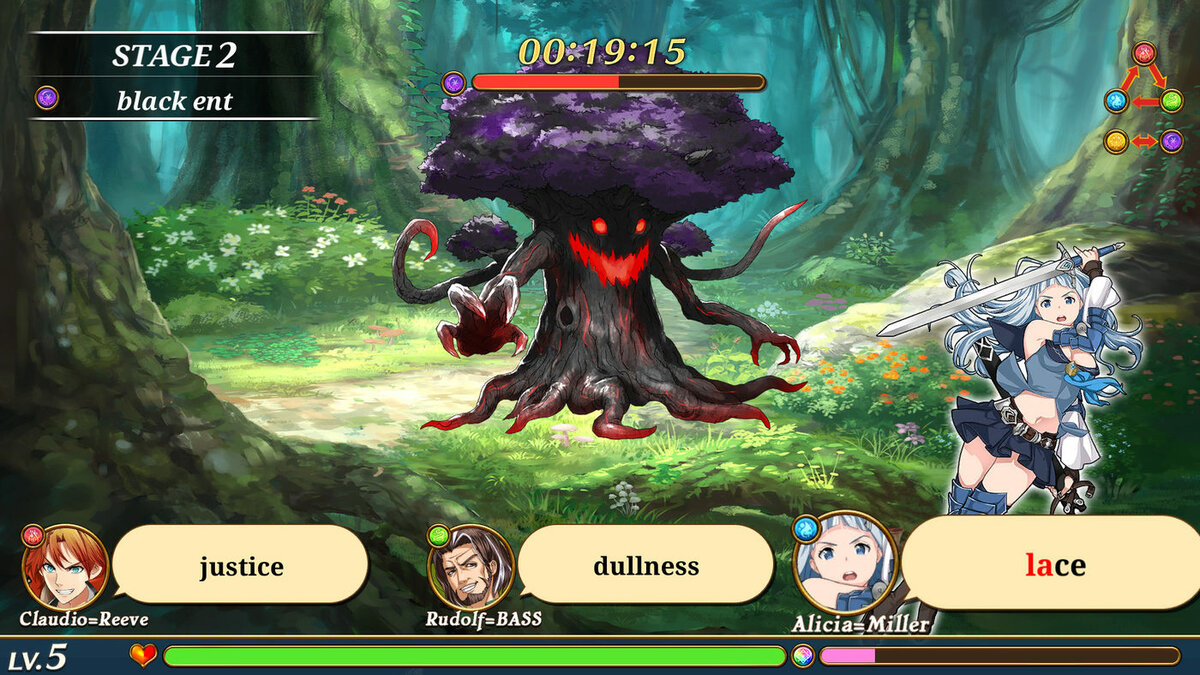 STAGE 2
black ent
00:19:15
justice
dullness
lace
Claudio=Reeve
Rudolf=BASS
Alicia=Miller
LV.5